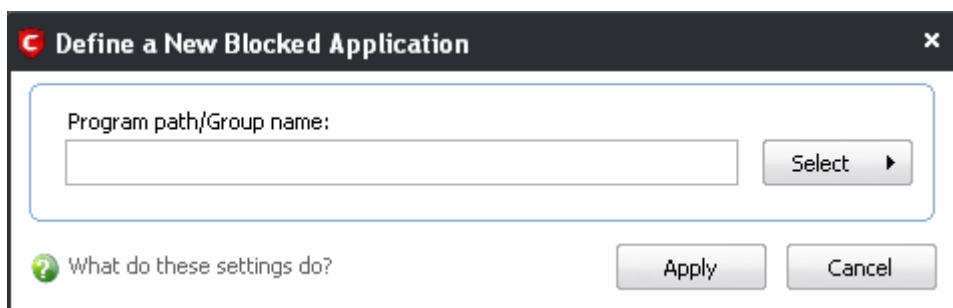 Define a New Blocked Application
Program path/Group name:
Select
What do these settings do?
Apply
Cancel